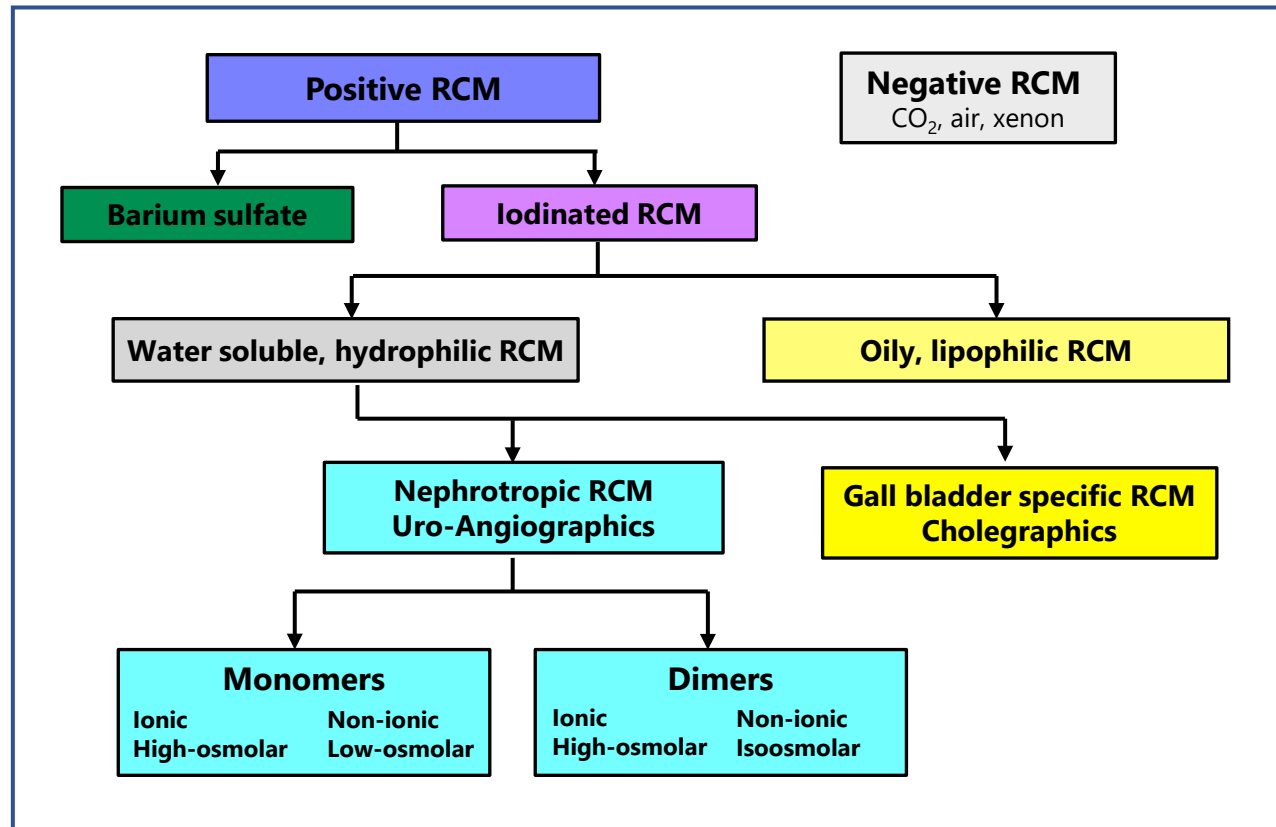 Positive RCM
Negative RCM
CO₂, air, xenon
Barium sulfate
Iodinated RCM
Water soluble, hydrophilic RCM
Oily, lipophilic RCM
Nephrotropic RCM
Uro-Angiographics
Gall bladder specific RCM
Cholegraphics
Monomers
Ionic Non-ionic
High-osmolar Low-osmolar
Dimers
Ionic Non-ionic
High-osmolar Isoosmolar